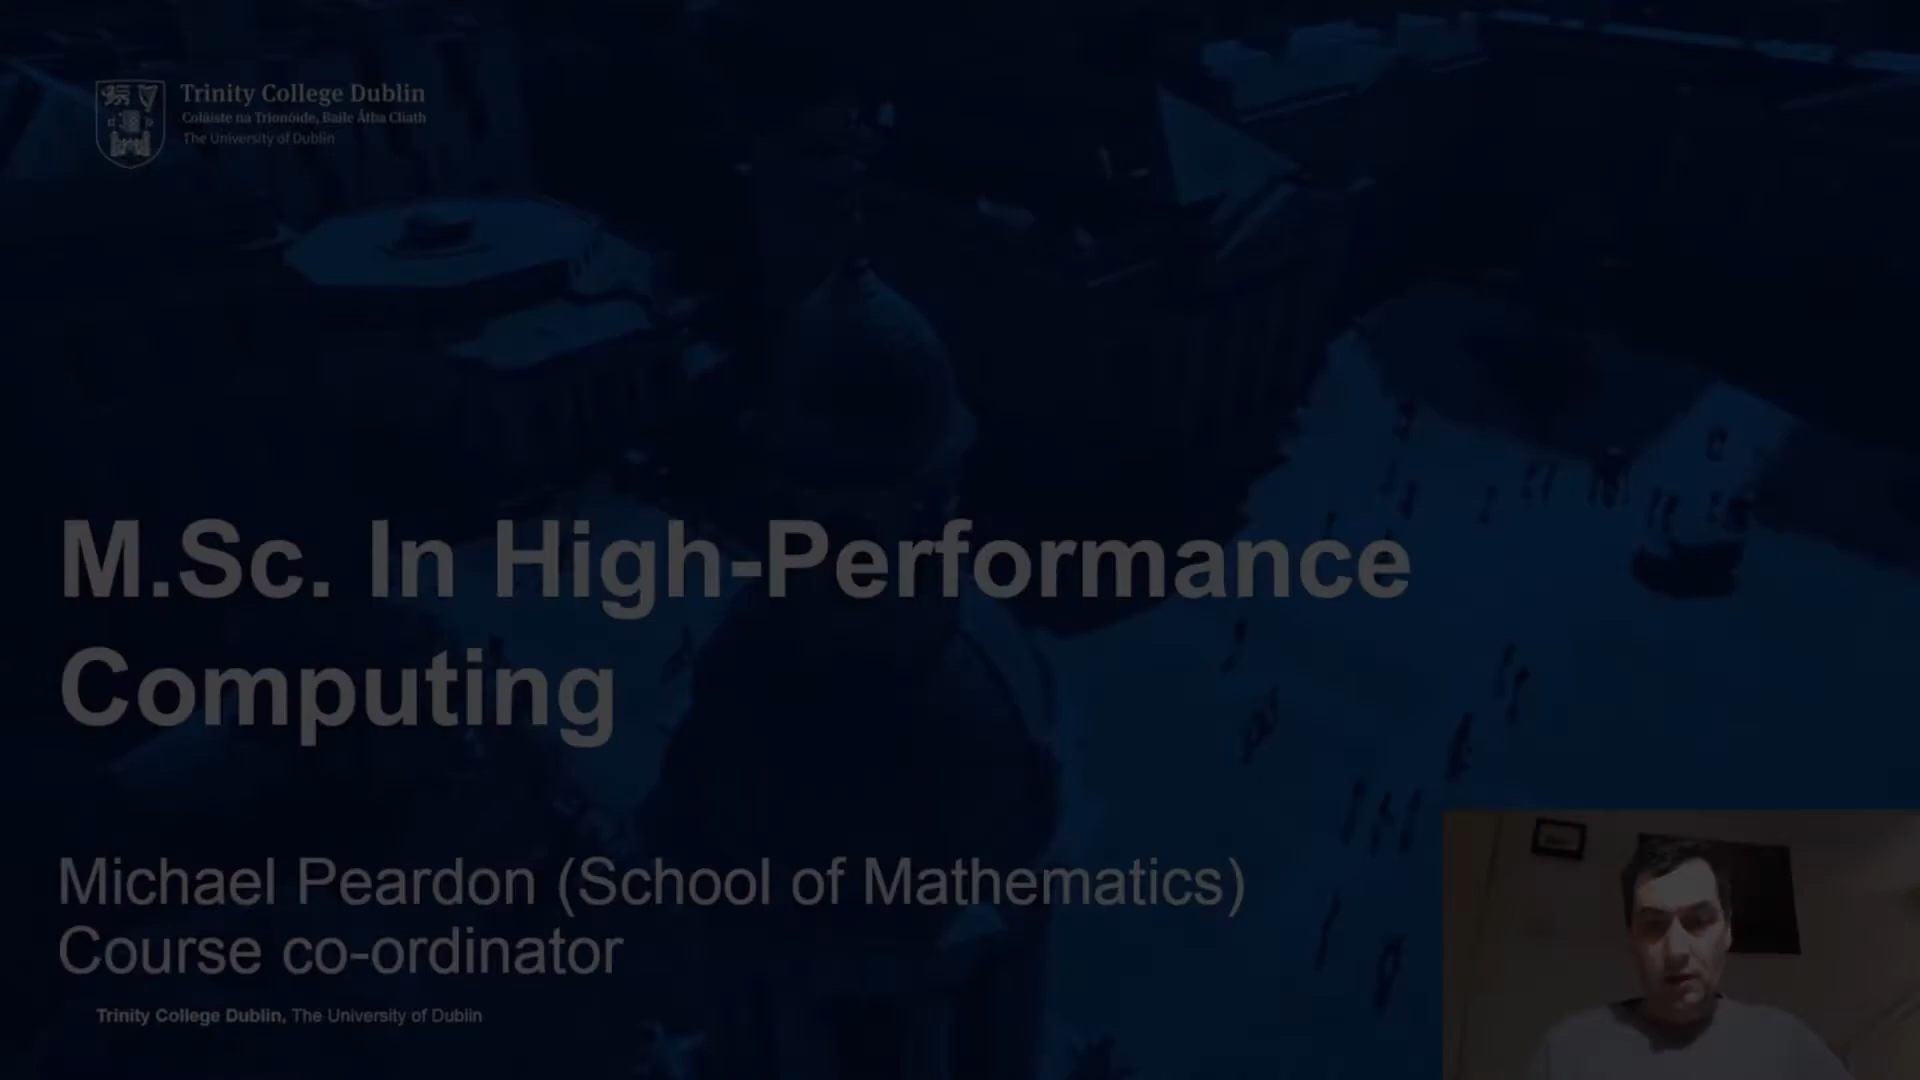 Trinity College Dublin
Coláiste na Tríonóide, Baile Átha Cliath
The University of Dublin
M.Sc. In High-Performance
Computing
Michael Peardon (School of Mathematics)
Course co-ordinator
Trinity College Dublin, The University of Dublin